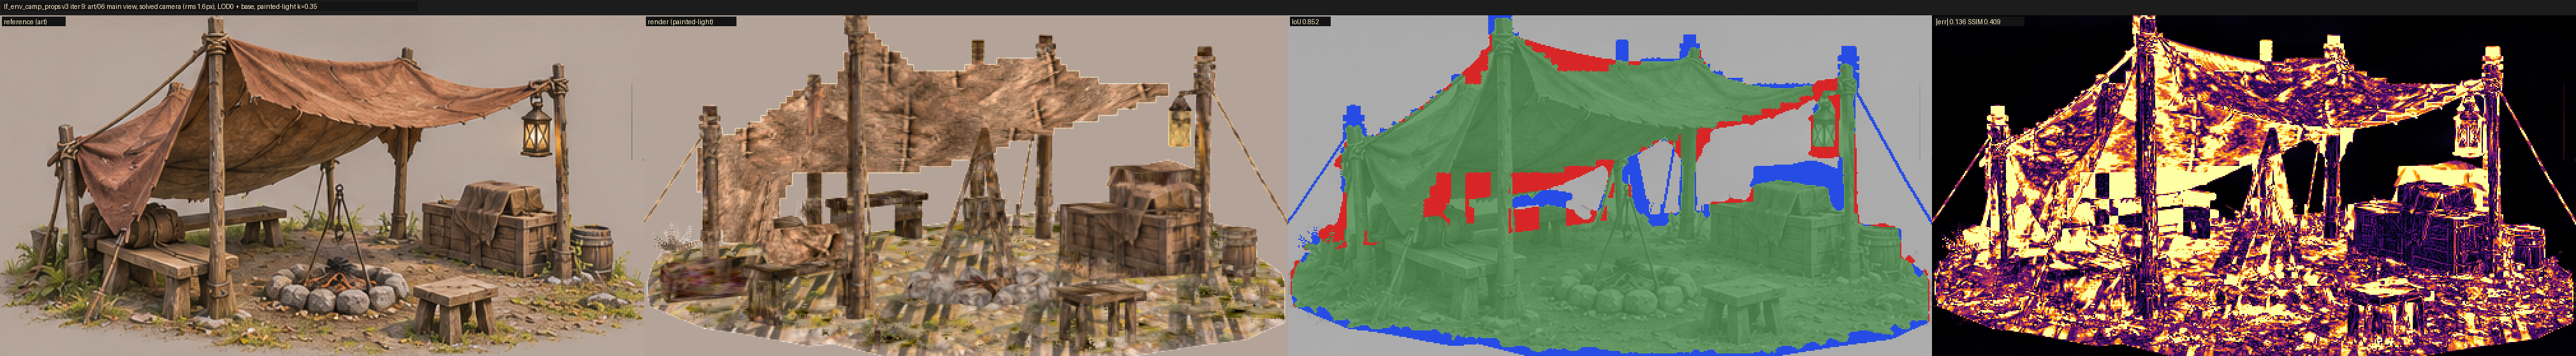 lf_env_camp_props v3 iter 9: art/06 main view, solved camera (rms 1.6px), LOD0 + base, painted-light k=0.35
reference (art)
render (painted-light)
IoU 0.852
|err| 0.136 SSIM 0.409